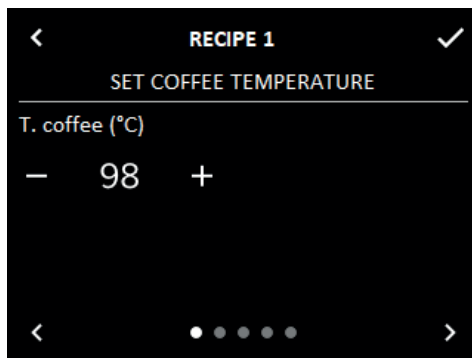 RECIPE 1
SET COFFEE TEMPERATURE
T. coffee (°C)
− 98 +